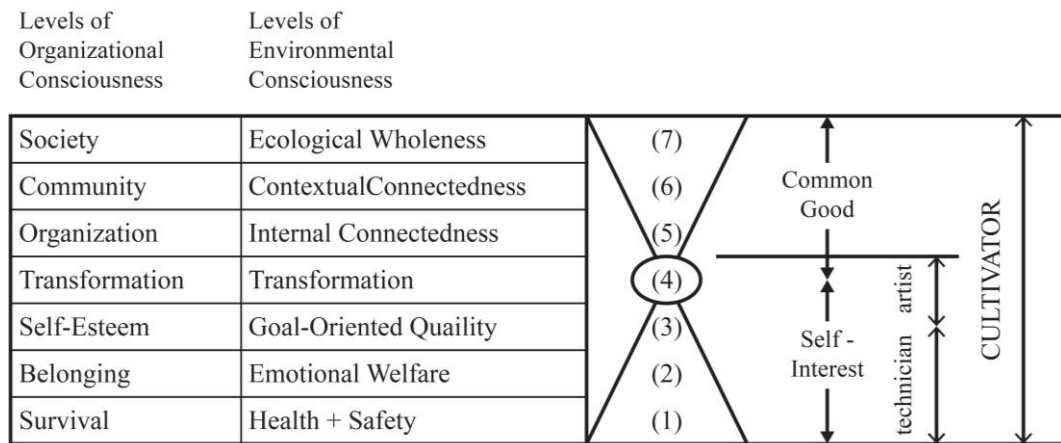 Levels of Organizational Consciousness
Levels of Environmental Consciousness
Society Ecological Wholeness (7)
Community ContextualConnectedness (6)
Common Good
Organization Internal Connectedness (5)
Transformation Transformation (4)
Self-Esteem Goal-Oriented Quaility (3)
Self - Interest
Belonging Emotional Welfare (2)
Survival Health + Safety (1)
artist
technician
CULTIVATOR